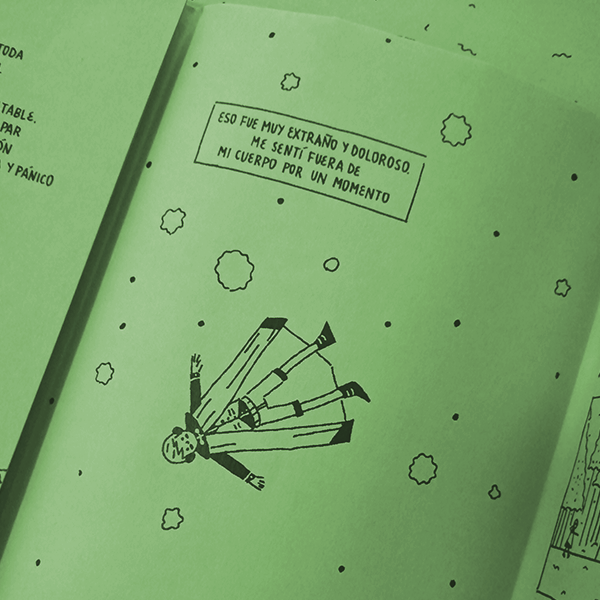 TODA
TABLE.
PAR
ÓN
Y PÁNICO
ESO FUE MUY EXTRAÑO Y DOLOROSO.
ME SENTÍ FUERA DE
MI CUERPO POR UN MOMENTO